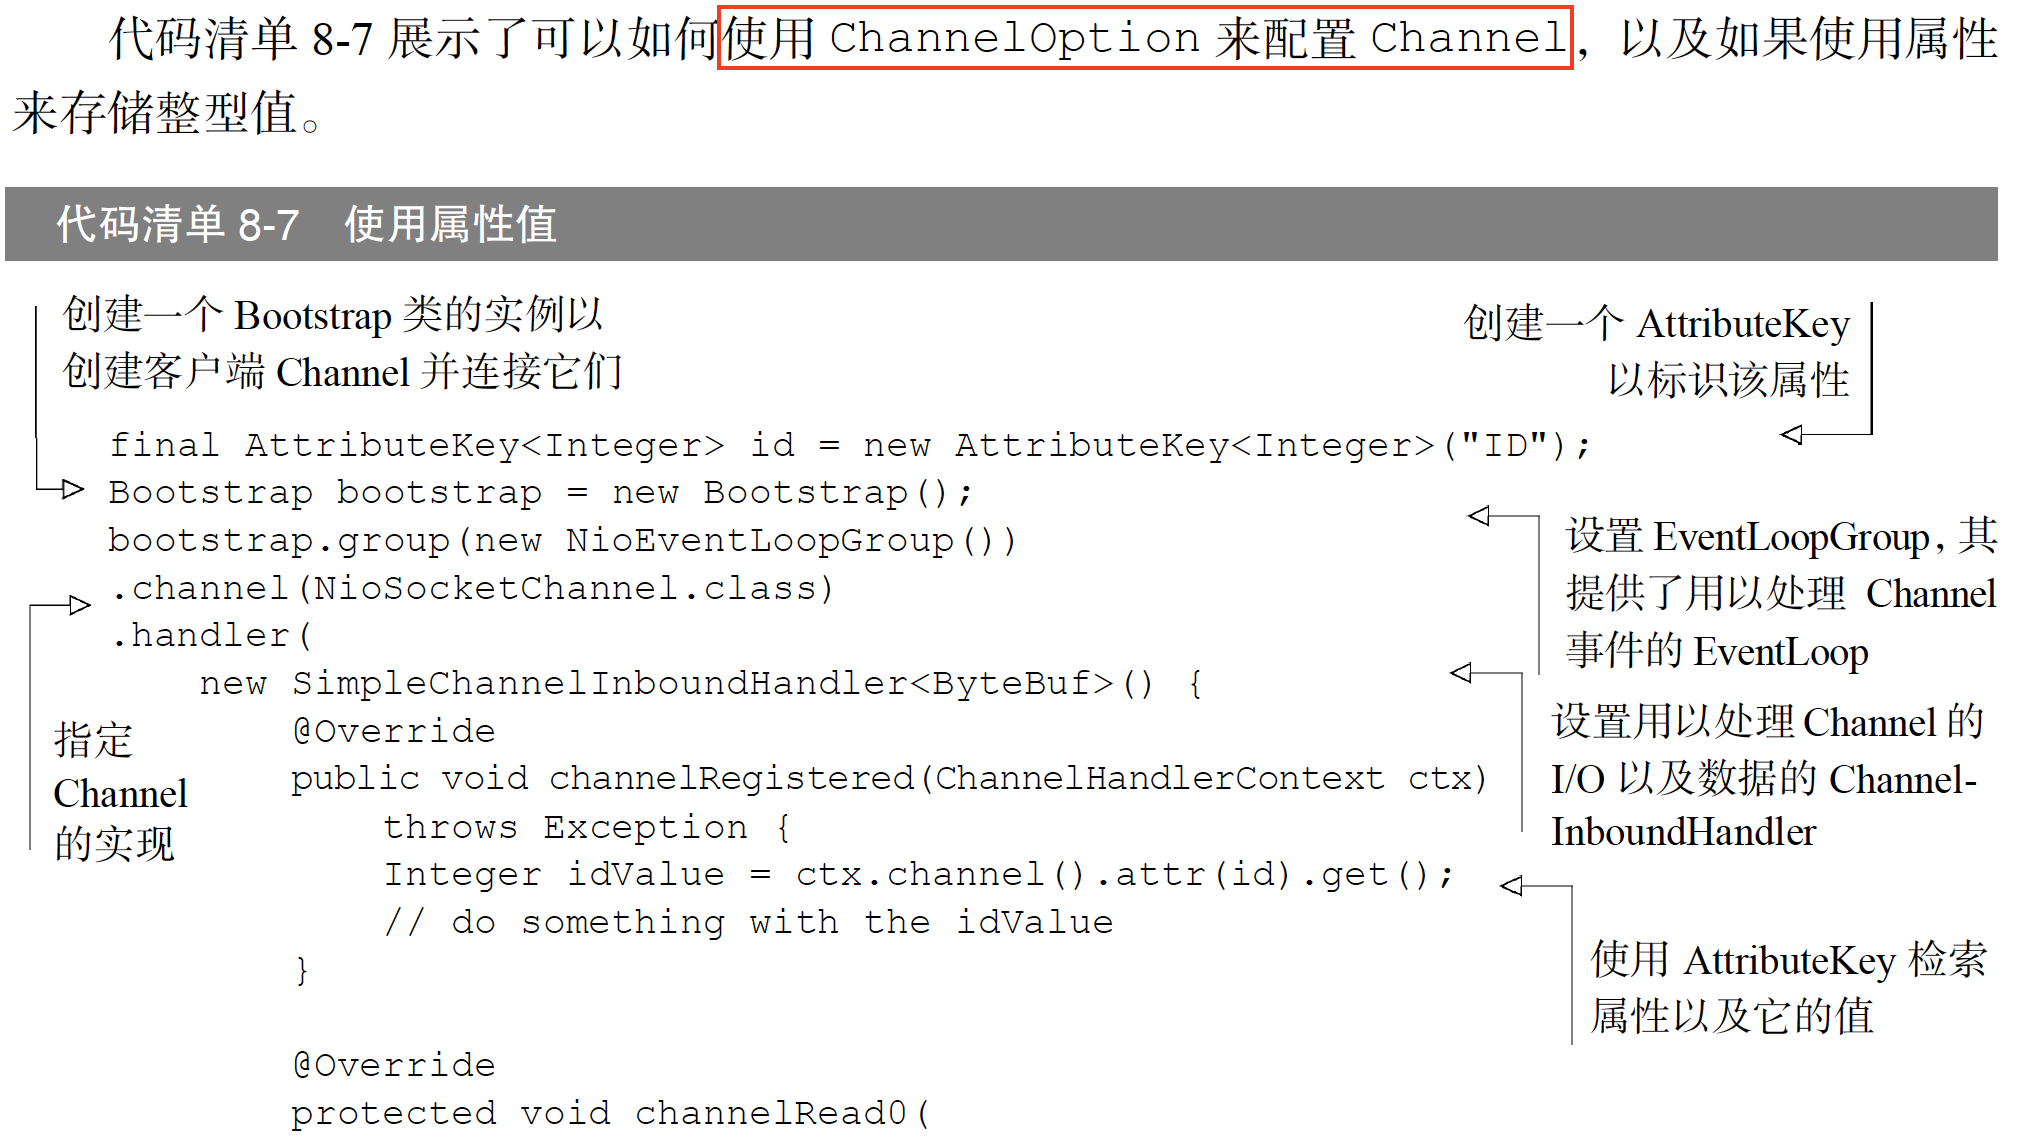 代码清单 8-7 展示了可以如何使用 ChannelOption 来配置 Channel，以及如果使用属性
来存储整型值。
代码清单 8-7 使用属性值
创建一个 Bootstrap 类的实例以
创建客户端 Channel 并连接它们
创建一个 AttributeKey
以标识该属性
final AttributeKey<Integer> id = new AttributeKey<Integer>("ID");
Bootstrap bootstrap = new Bootstrap();
bootstrap.group(new NioEventLoopGroup())
.channel(NioSocketChannel.class)
.handler(
new SimpleChannelInboundHandler<ByteBuf>() {
@Override
public void channelRegistered(ChannelHandlerContext ctx)
throws Exception {
Integer idValue = ctx.channel().attr(id).get();
// do something with the idValue
}
@Override
protected void channelRead0(
设置 EventLoopGroup，其
提供了用以处理 Channel
事件的 EventLoop
设置用以处理 Channel 的
I/O 以及数据的 Channel-
InboundHandler
指定
Channel
的实现
使用 AttributeKey 检索
属性以及它的值